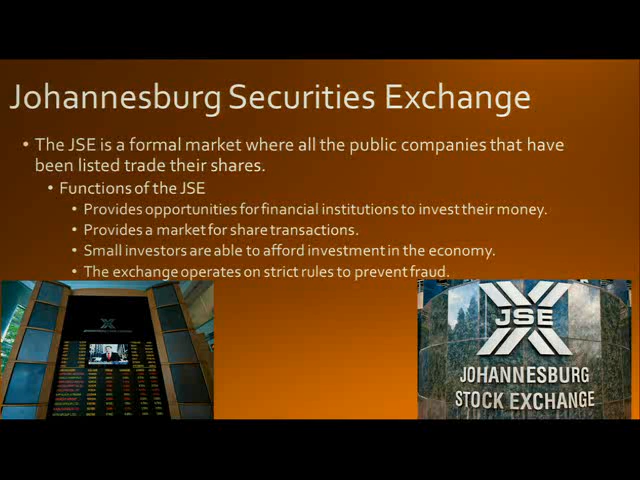 Johannesburg Securities Exchange
• The JSE is a formal market where all the public companies that have
been listed trade their shares.
• Functions of the JSE
• Provides opportunities for financial institutions to invest their money.
• Provides a market for share transactions.
• Small investors are able to afford investment in the economy.
• The exchange operates on strict rules to prevent fraud.
JSE
JOHANNESBURG
STOCK EXCHANGE